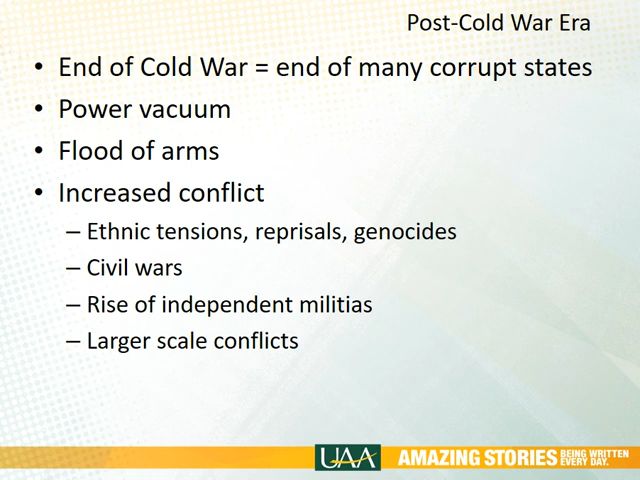 Post-Cold War Era
• End of Cold War = end of many corrupt states
• Power vacuum
• Flood of arms
• Increased conflict
– Ethnic tensions, reprisals, genocides
– Civil wars
– Rise of independent militias
– Larger scale conflicts
UAA AMAZING STORIES BEING WRITTEN
EVERY DAY.